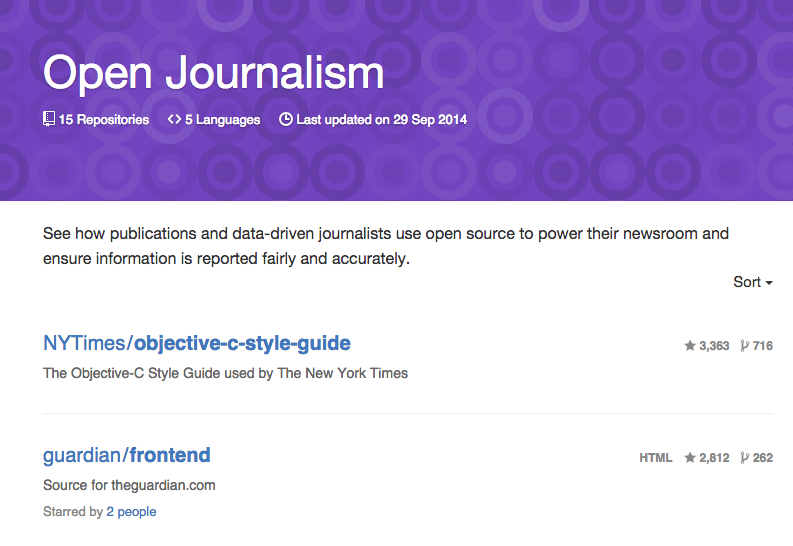 Open Journalism
15 Repositories 5 Languages Last updated on 29 Sep 2014
See how publications and data-driven journalists use open source to power their newsroom and
ensure information is reported fairly and accurately.
Sort
NYTimes/objective-c-style-guide 3,363 716
The Objective-C Style Guide used by The New York Times
guardian/frontend HTML 2,812 262
Source for theguardian.com
Starred by 2 people